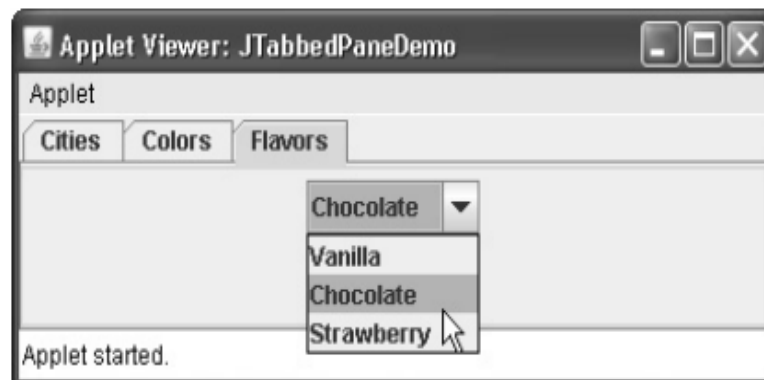 Applet Viewer: JTabbedPaneDemo
Applet
Cities Colors Flavors
Chocolate
Vanilla
Chocolate
Strawberry
Applet started.